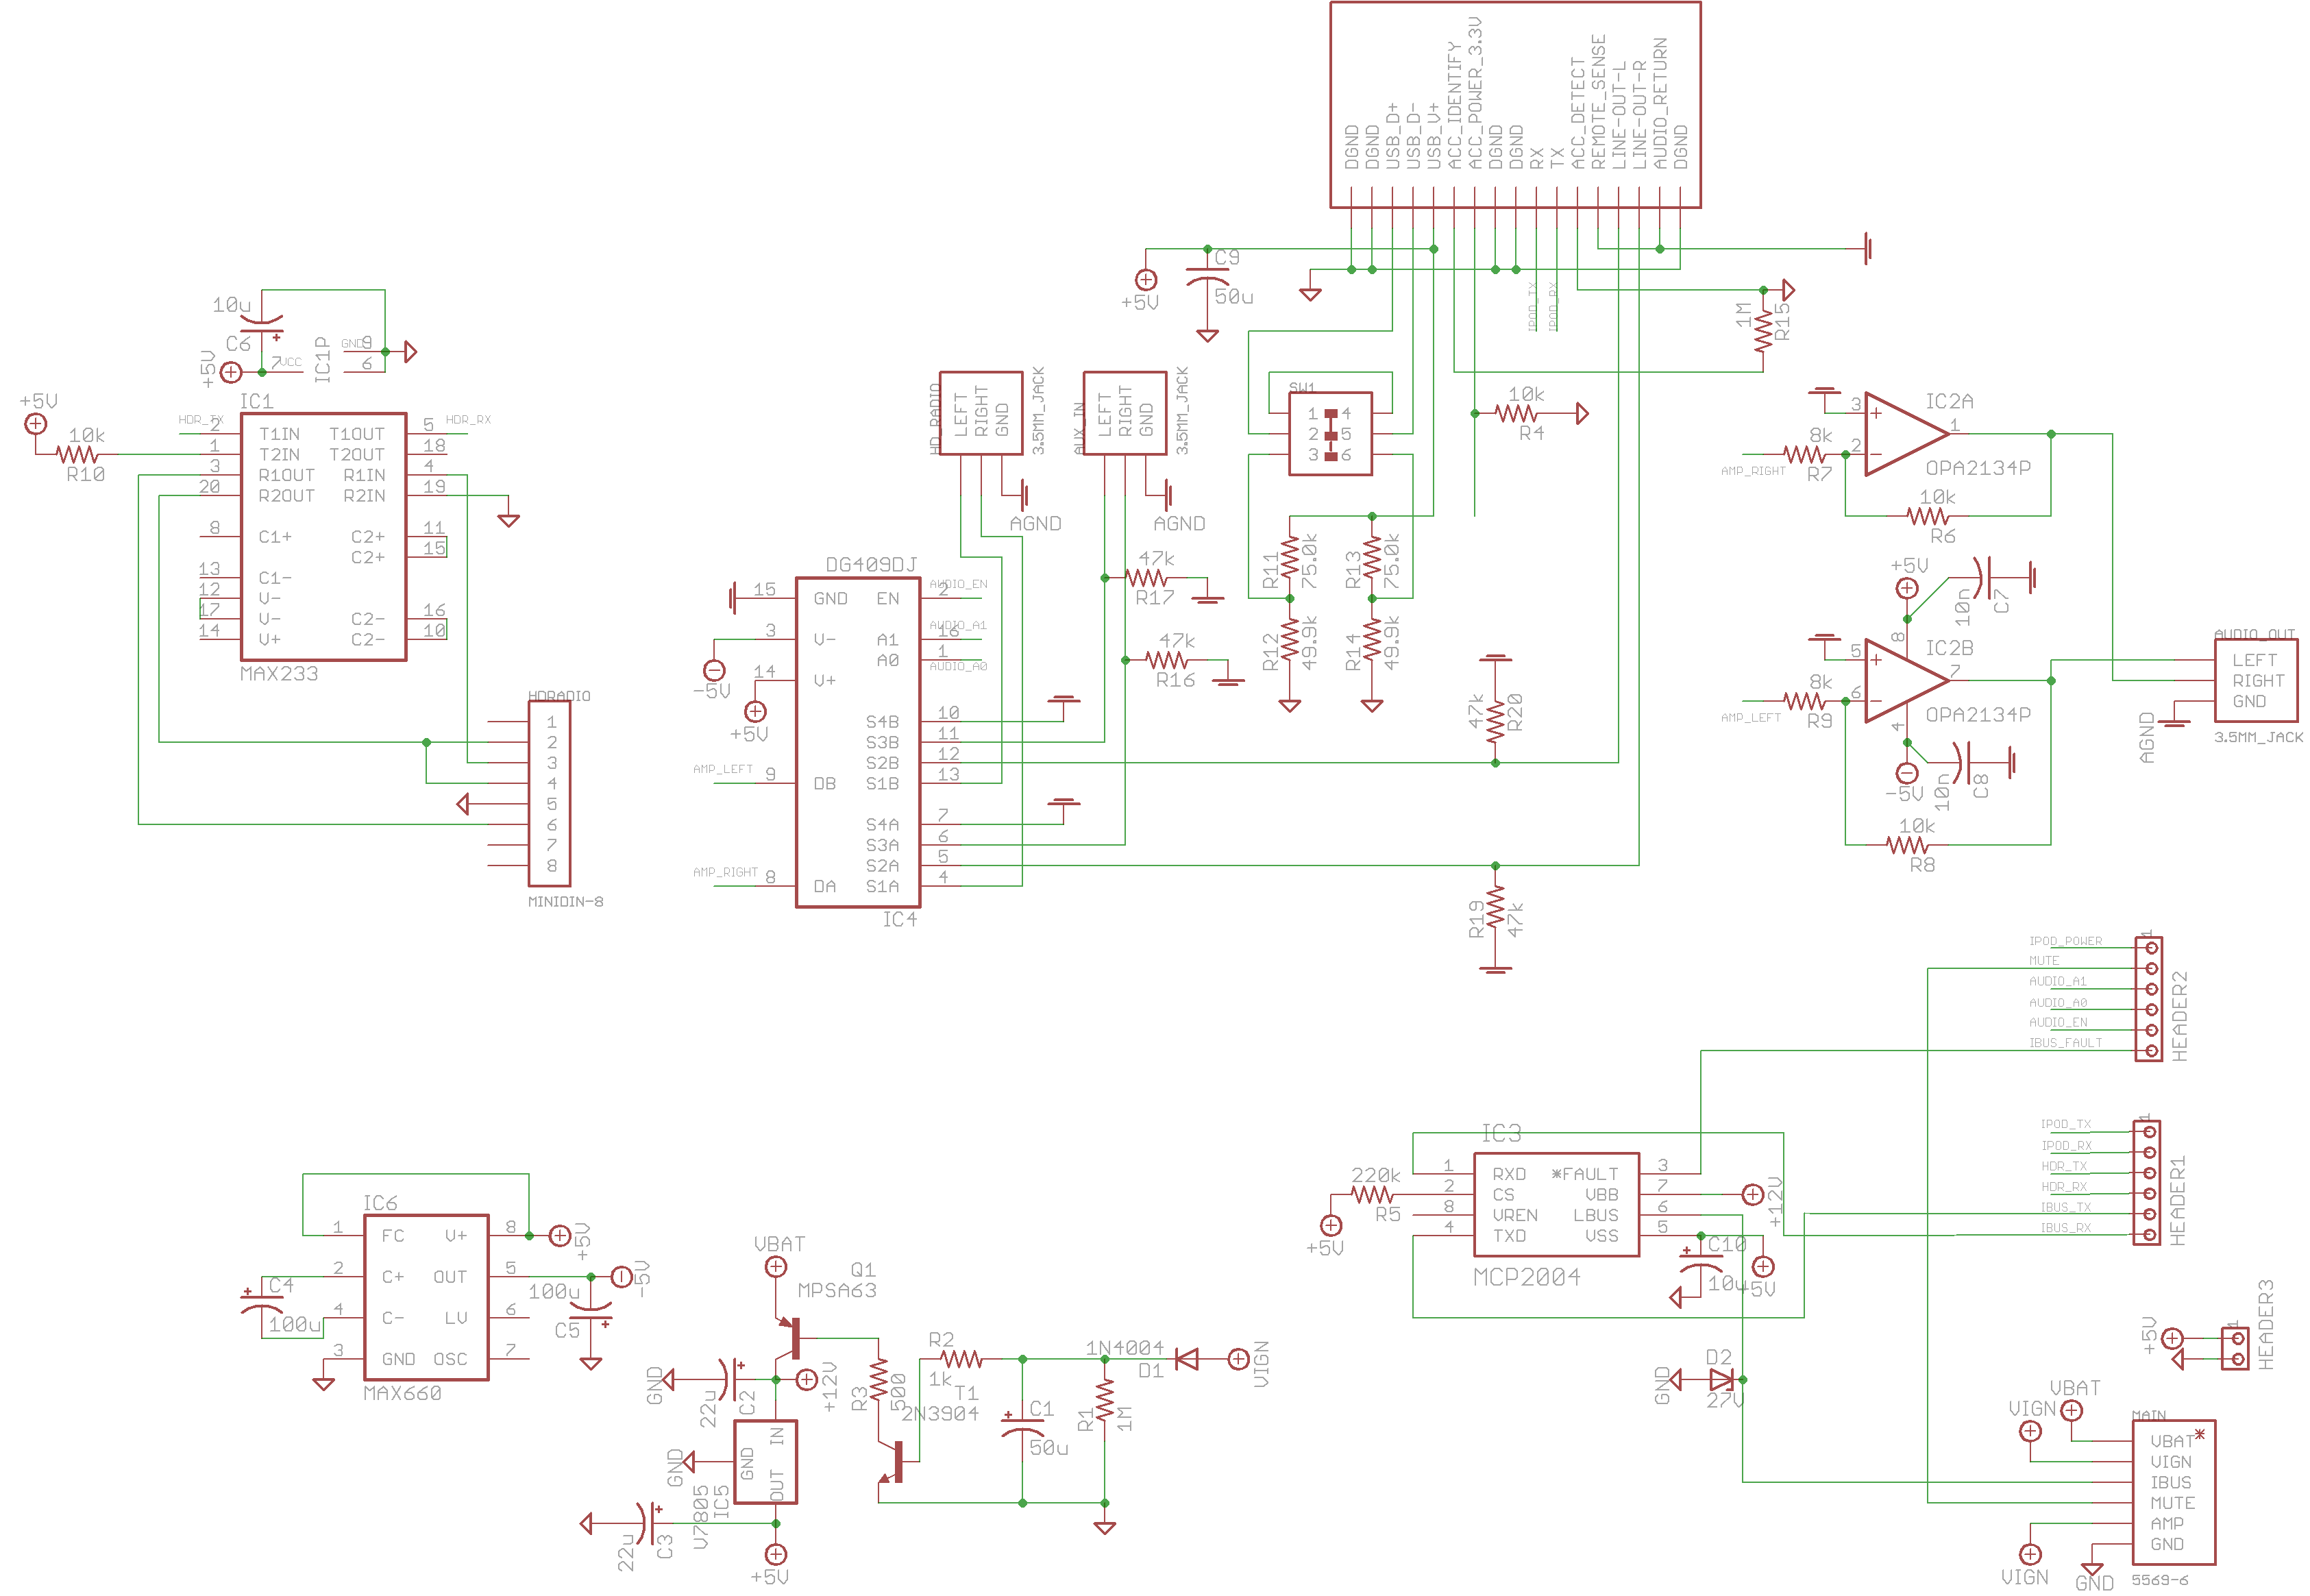 DGND
DGND
USB_D+
USB_D-
USB_V+
ACC_IDENTIFY
ACC_POWER_3.3V
DGND
DGND
RX
TX
ACC_DETECT
REMOTE_SENSE
LINE-OUT-L
LINE-OUT-R
AUDIO_RETURN
DGND
+5V
C9
50u
IPOD_TX
IPOD_RX
1M
R15
10u
C6
+5V
7
VCC
IC1P
GND
9
6
+5V
10k
R10
IC1
HDR_TX
HDR_RX
2 T1IN T1OUT 5
1 T2IN T2OUT 18
3 R1OUT R1IN 4
20 R2OUT R2IN 19
8 C1+ C2+ 11
C2+ 15
13 C1-
12 V-
17 V- C2- 16
14 V+ C2- 10
MAX233
HDRADIO
1
2
3
4
5
6
7
8
MINIDIN-8
HD_RADIO
LEFT
RIGHT
GND
3.5MM_JACK
AGND
AUX_IN
LEFT
RIGHT
GND
3.5MM_JACK
AGND
SW1
1 4
2 5
3 6
10k
R4
R11
75.0k
R13
75.0k
R12
49.9k
R14
49.9k
47k
R17
47k
R16
DG409DJ
15 GND EN 2
AUDIO_EN
3 V- A1 16
AUDIO_A1
A0 1
AUDIO_A0
14 V+
-5V
+5V
S4B 10
S3B 11
S2B 12
AMP_LEFT
9 DB S1B 13
S4A 7
S3A 6
S2A 5
AMP_RIGHT
8 DA S1A 4
IC4
47k
R20
R19
47k
IC2A
3
2
1
8k
R7
AMP_RIGHT
OPA2134P
10k
R6
+5V
10n
C7
8
IC2B
5
6
7
8k
R9
AMP_LEFT
OPA2134P
4
-5V
10n
C8
10k
R8
AUDIO_OUT
LEFT
RIGHT
GND
3.5MM_JACK
AGND
1
IPOD_POWER
MUTE
AUDIO_A1
AUDIO_A0
AUDIO_EN
IBUS_FAULT
HEADER2
1
IPOD_TX
IPOD_RX
HDR_TX
HDR_RX
IBUS_TX
IBUS_RX
HEADER1
IC3
1 RXD *FAULT 3
2 CS VBB 7
8 VREN LBUS 6
4 TXD VSS 5
MCP2004
220k
R5
+5V
+12V
C10
10u
+5V
GND
D2
27V
+5V
1
HEADER3
VBAT
VIGN
MAIN
VBAT*
VIGN
IBUS
MUTE
AMP
GND
VIGN
GND
5569-6
IC6
1 FC V+ 8
2 C+ OUT 5
4 C- LV 6
3 GND OSC 7
MAX660
+5V
C4
100u
100u
C5
-5V
VBAT
Q1
MPSA63
GND
22u
C2
+12V
R3
500
R2
1k
T1
2N3904
1N4004
D1
VIGN
C1
50u
R1
1M
GND
GND
IN
OUT
V7805
IC5
22u
C3
+5V